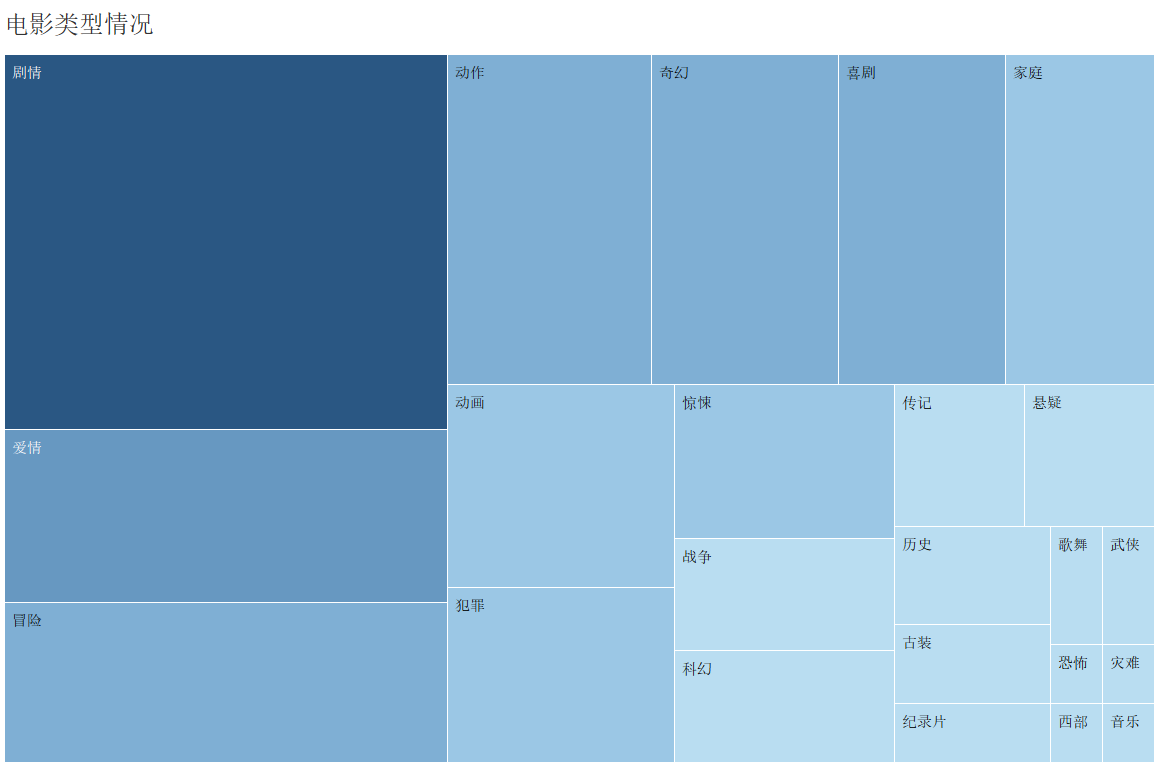 电影类型情况
剧情
动作
奇幻
喜剧
家庭
动画
惊悚
传记
悬疑
爱情
战争
历史
歌舞
武侠
冒险
犯罪
科幻
古装
恐怖
灾难
纪录片
西部
音乐